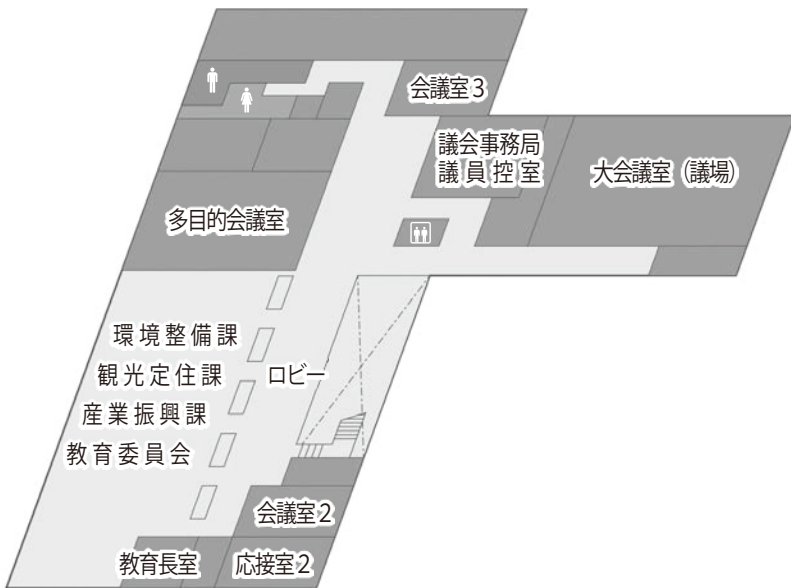 会議室3
議会事務局
議員控室
大会議室（議場）
多目的会議室
環境整備課
観光定住課
ロビー
産業振興課
教育委員会
会議室2
教育長室
応接室2